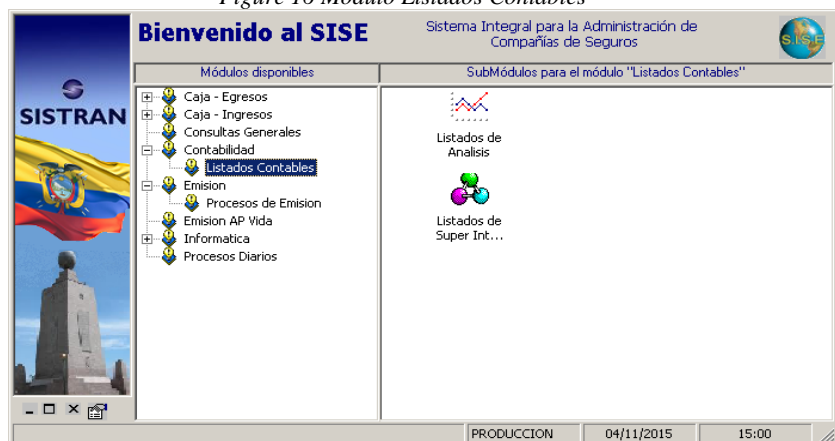 Figure 16 Módulo Listados Contables
Bienvenido al SISE
Sistema Integral para la Administración de
Compañías de Seguros
S.I.S.E
Módulos disponibles
SubMódulos para el módulo "Listados Contables"
SISTRAN
Caja - Egresos
Caja - Ingresos
Consultas Generales
Contabilidad
Listados Contables
Emision
Procesos de Emision
Emision AP Vida
Informatica
Procesos Diarios
Listados de
Analisis
Listados de
Super Int...
PRODUCCION
04/11/2015
15:00